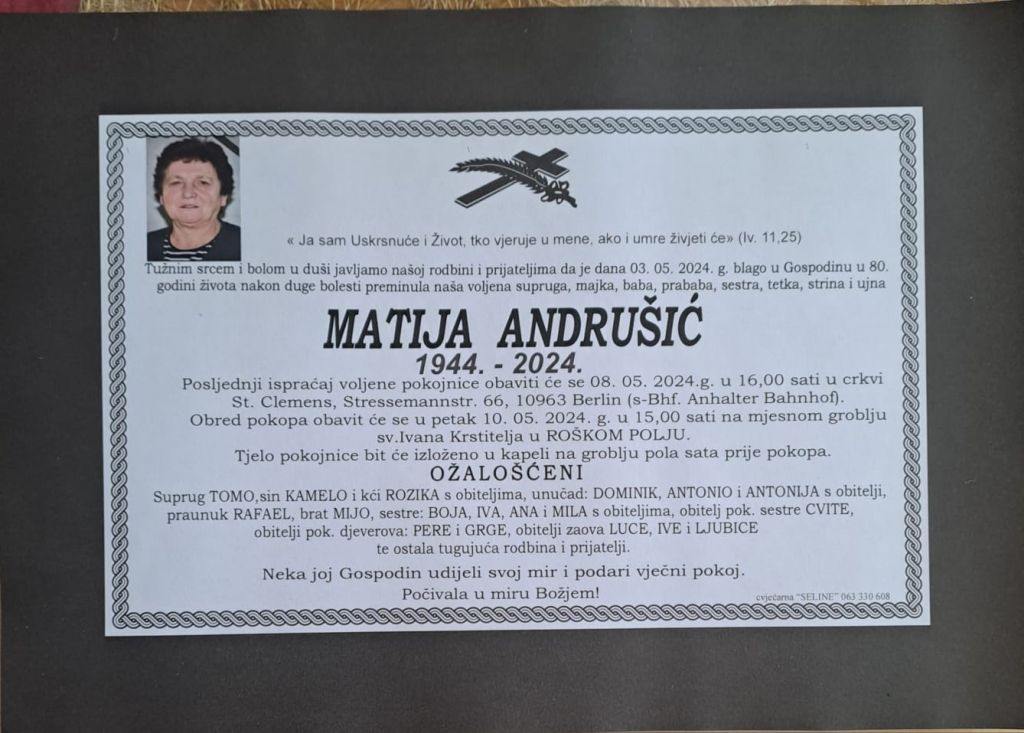 « Ja sam Uskrsnuće i Život, tko vjeruje u mene, ako i umre živjeti će» (Iv. 11,25)
Tužnim srcem i bolom u duši javljamo našoj rodbini i prijateljima da je dana 03. 05. 2024. g. blago u Gospodinu u 80.
godini života nakon duge bolesti preminula naša voljena supruga, majka, baba, prababa, sestra, tetka, strina i ujna
MATIJA ANDRUŠIĆ
1944. - 2024.
Posljednji ispraćaj voljene pokojnice obaviti će se 08. 05. 2024.g. u 16,00 sati u crkvi
St. Clemens, Stressemannstr. 66, 10963 Berlin (s-Bhf. Anhalter Bahnhof).
Obred pokopa obavit će se u petak 10. 05. 2024. g. u 15,00 sati na mjesnom groblju
sv.Ivana Krstitelja u ROŠKOM POLJU.
Tjelo pokojnice bit će izloženo u kapeli na groblju pola sata prije pokopa.
OŽALOŠĆENI
Suprug TOMO,sin KAMELO i kći ROZIKA s obiteljima, unučad: DOMINIK, ANTONIO i ANTONIJA s obitelji,
praunuk RAFAEL, brat MIJO, sestre: BOJA, IVA, ANA i MILA s obiteljima, obitelj pok. sestre CVITE,
obitelji pok. djeverova: PERE i GRGE, obitelji zaova LUCE, IVE i LJUBICE
te ostala tugujuća rodbina i prijatelji.
Neka joj Gospodin udijeli svoj mir i podari vječni pokoj.
Počivala u miru Božjem!
cvjećarna "SELINE" 063 330 608